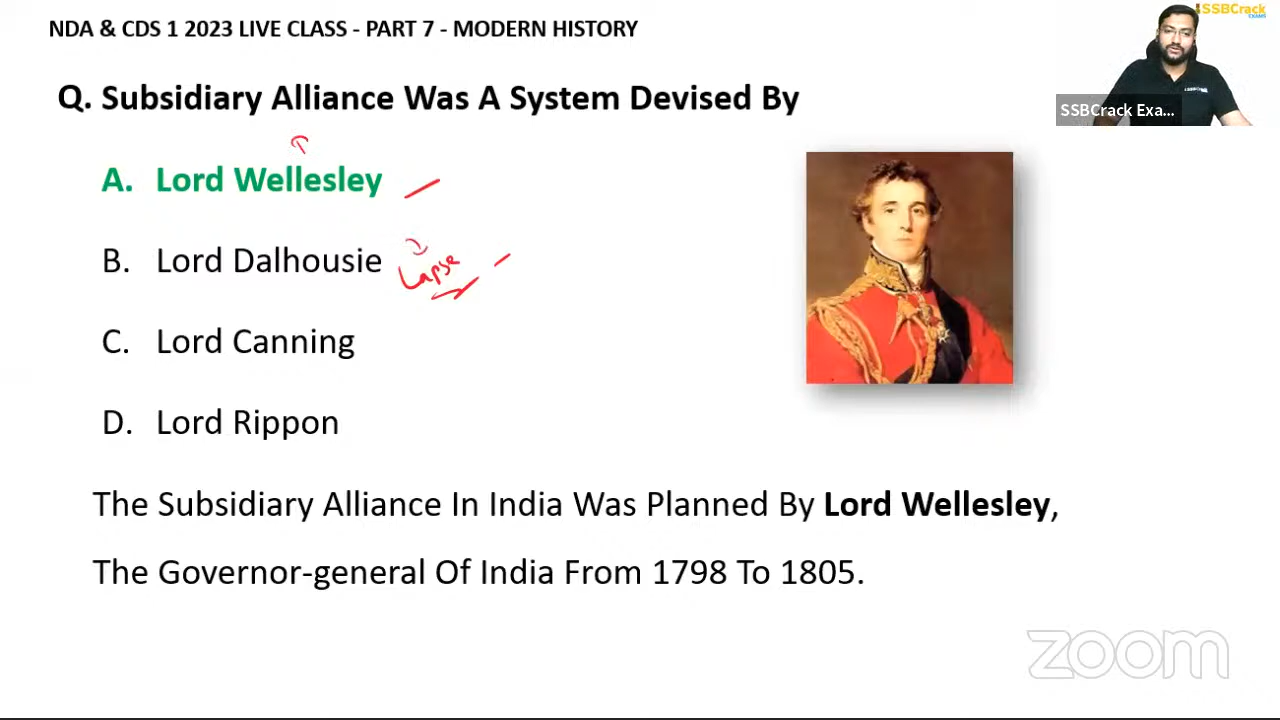 NDA & CDS 1 2023 LIVE CLASS - PART 7 - MODERN HISTORY
SSBCrack
EXAMS
SSBCrack Exa...
Q. Subsidiary Alliance Was A System Devised By
A. Lord Wellesley
B. Lord Dalhousie
Lapse
C. Lord Canning
D. Lord Rippon
The Subsidiary Alliance In India Was Planned By Lord Wellesley,
The Governor-general Of India From 1798 To 1805.
zoom